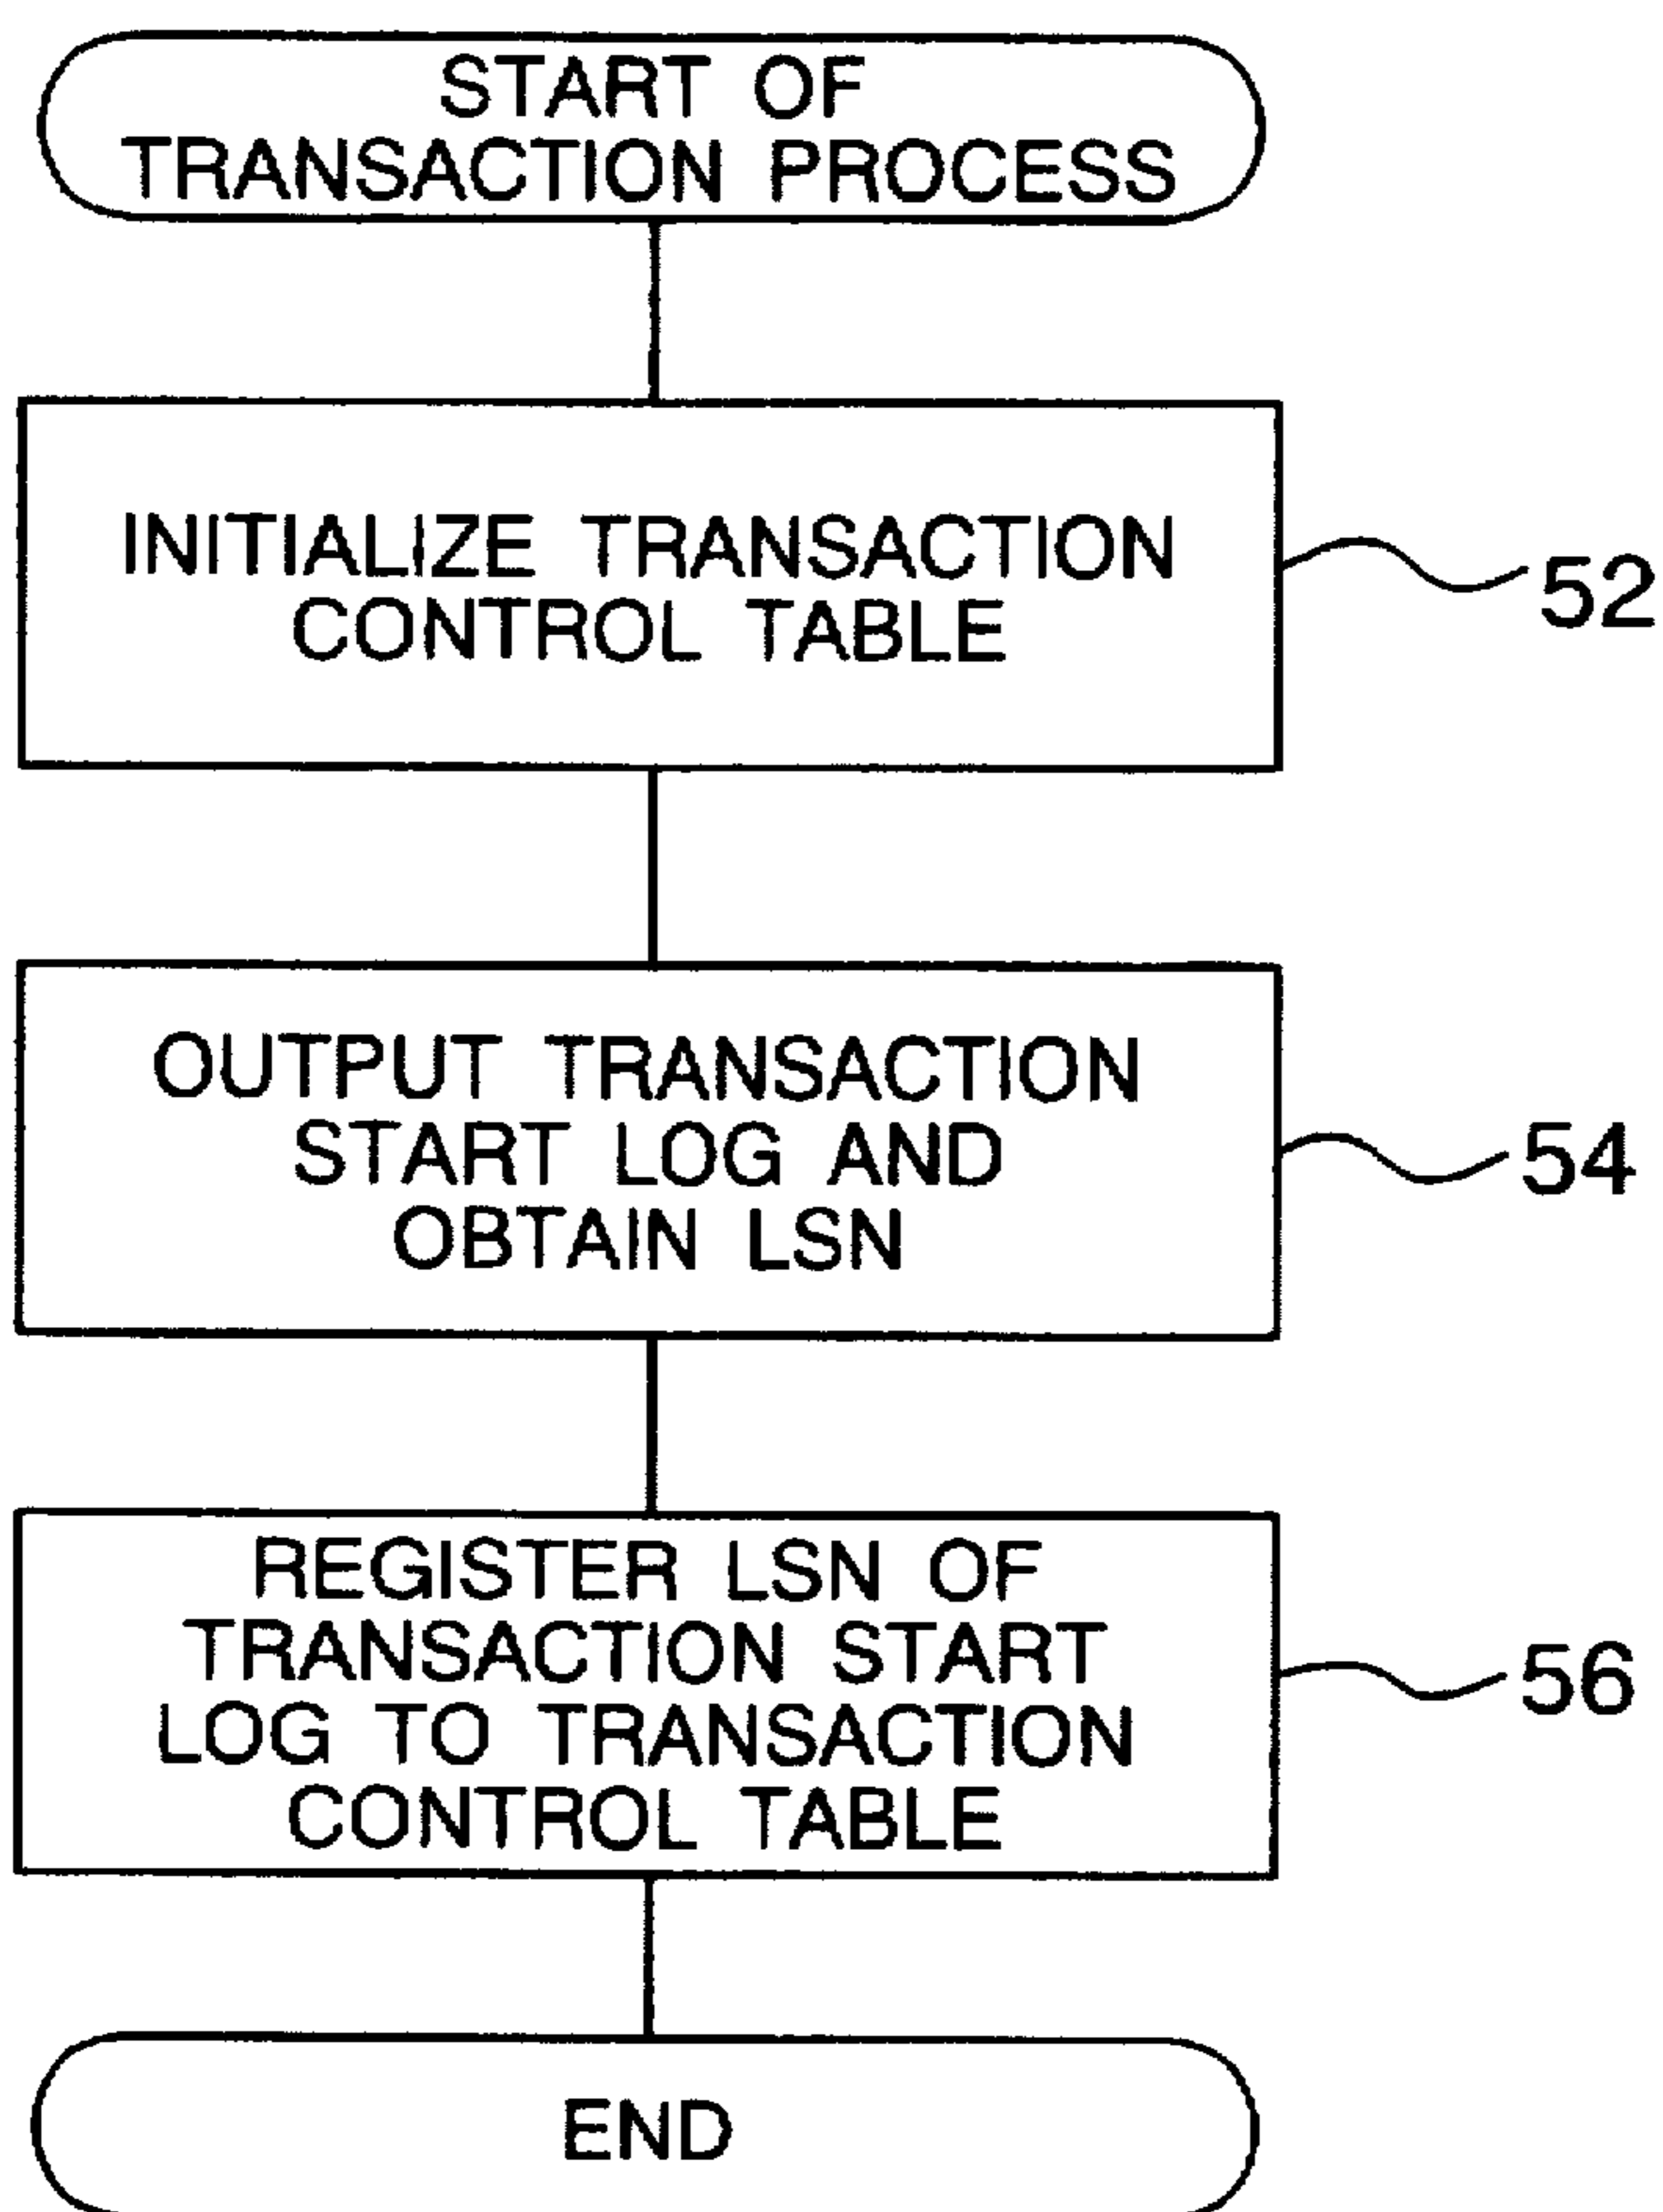 START OF
TRANSACTION PROCESS
INITIALIZE TRANSACTION
CONTROL TABLE
52
OUTPUT TRANSACTION
START LOG AND
OBTAIN LSN
54
REGISTER LSN OF
TRANSACTION START
LOG TO TRANSACTION
CONTROL TABLE
56
END